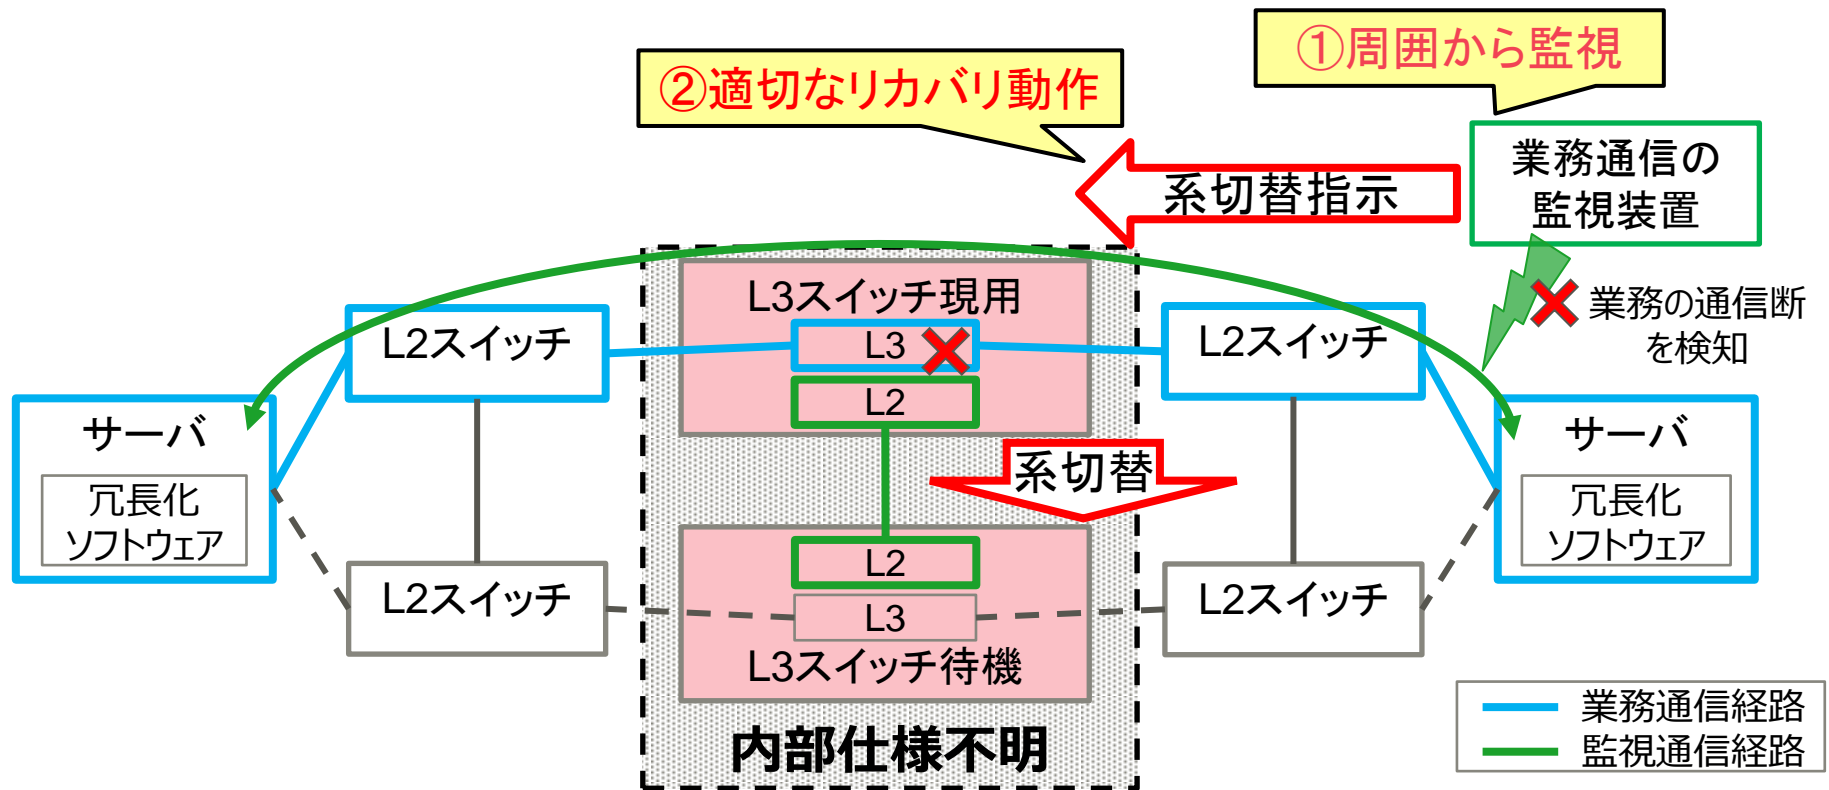 ①周囲から監視
②適切なリカバリ動作
業務通信の
監視装置
系切替指示
業務の通信断
を検知
L3スイッチ現用
L3
L2
L2スイッチ
L2スイッチ
サーバ
冗長化
ソフトウェア
サーバ
冗長化
ソフトウェア
系切替
L2
L3
L3スイッチ待機
L2スイッチ
L2スイッチ
内部仕様不明
業務通信経路
監視通信経路